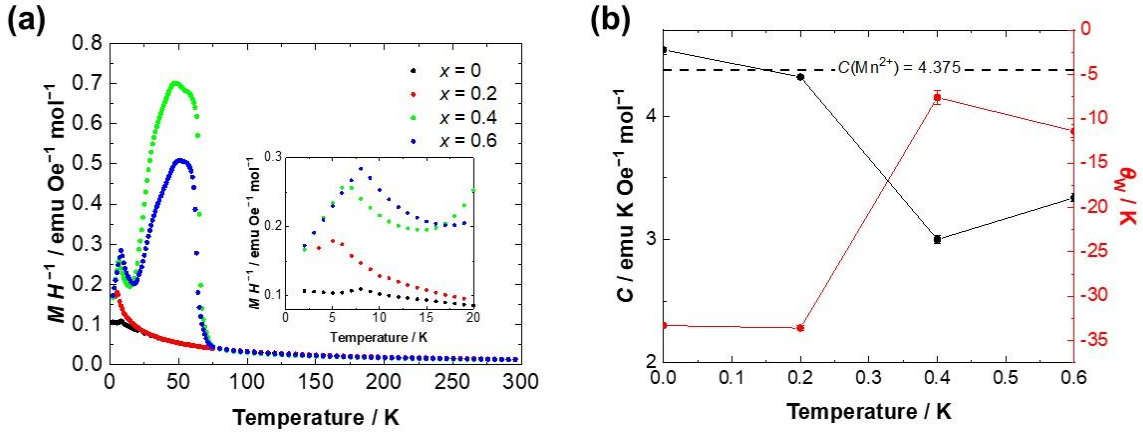 (a)
0.8
0.7
0.6
0.5
0.4
0.3
0.2
0.1
0.0
M H⁻¹ / emu Oe⁻¹ mol⁻¹
x = 0
x = 0.2
x = 0.4
x = 0.6
0.3
0.2
0.1
M H⁻¹ / emu Oe⁻¹ mol⁻¹
0 5 10 15 20
Temperature / K
0 50 100 150 200 250 300
Temperature / K
(b)
4
3
2
C / emu K Oe⁻¹ mol⁻¹
C(Mn²⁺) = 4.375
0
-5
-10
-15
-20
-25
-30
-35
θW / K
0.0 0.1 0.2 0.3 0.4 0.5 0.6
Temperature / K